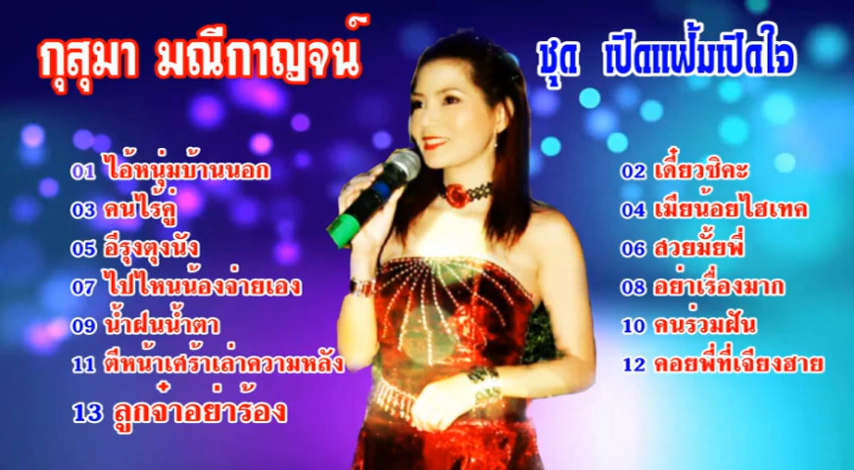 กุสุมา มณีกาญจน์
ชุด เปิดแฟ้มเปิดใจ
01 ไอ้หนุ่มบ้านนอก
02 เดี๋ยวซิคะ
03 คนไร้คู่
04 เมียน้อยไฮเทค
05 อีรุงตุงนัง
06 สวยมั้ยพี่
07 ไปไหนน้องจ่ายเอง
08 อย่าเรื่องมาก
09 น้ำฝนน้ำตา
10 คนร่วมฝัน
11 ตีหน้าเศร้าเล่าความหลัง
12 คอยพี่ที่เจียงฮาย
13 ลูกจ๋าอย่าร้อง